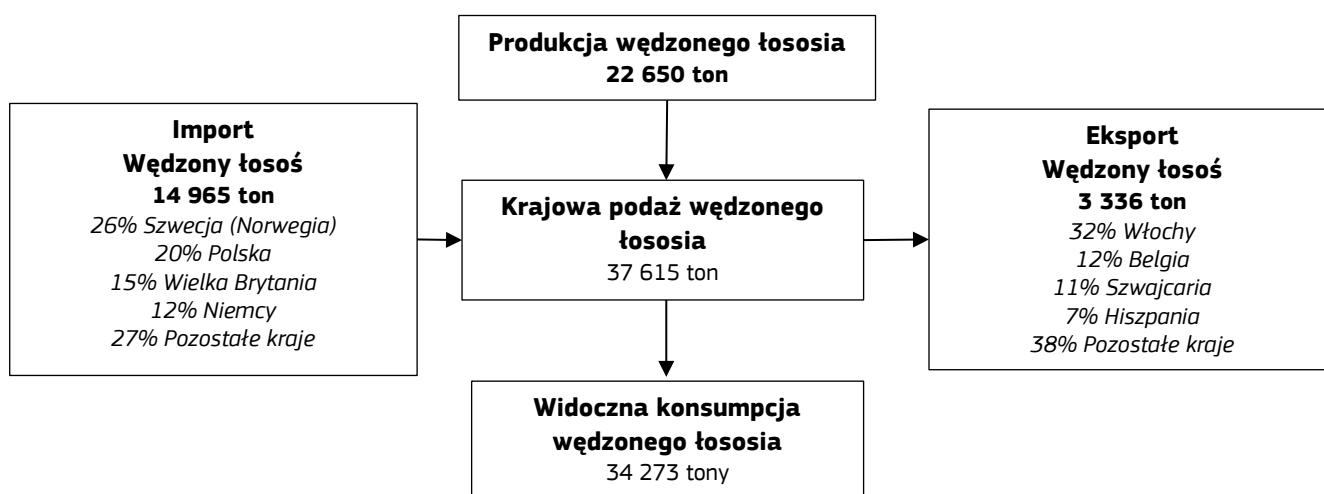 Produkcja wędzonego łososia
22 650 ton
Import
Wędzony łosoś
14 965 ton
26% Szwecja (Norwegia)
20% Polska
15% Wielka Brytania
12% Niemcy
27% Pozostałe kraje
Krajowa podaż wędzonego
łososia
37 615 ton
Eksport
Wędzony łosoś
3 336 ton
32% Włochy
12% Belgia
11% Szwajcaria
7% Hiszpania
38% Pozostałe kraje
Widoczna konsumpcja
wędzonego łososia
34 273 tony